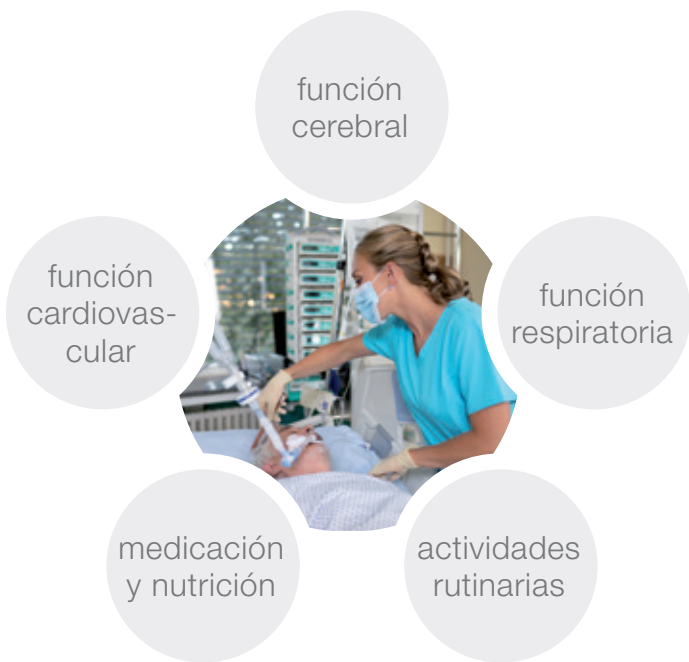 función
cerebral
función
cardiovas-
cular
función
respiratoria
medicación
y nutrición
actividades
rutinarias